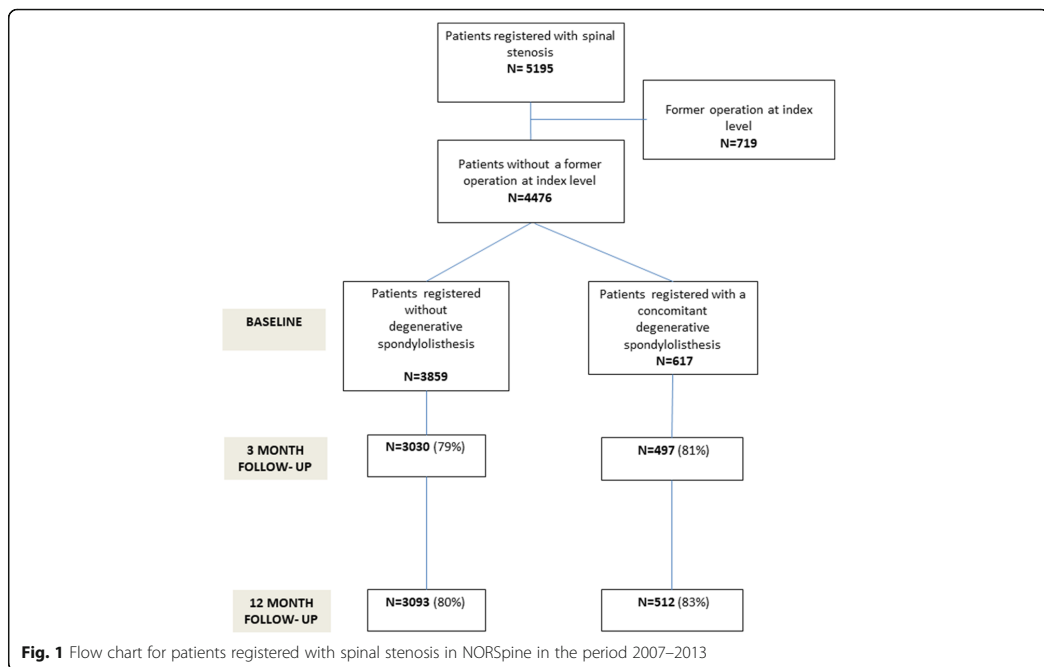 Patients registered with spinal
stenosis
N= 5195
Former operation at index
level
N=719
Patients without a former
operation at index level
N=4476
BASELINE
Patients registered
without
degenerative
spondylolisthesis
N=3859
Patients registered with a
concomitant
degenerative
spondylolisthesis
N=617
3 MONTH
FOLLOW- UP
N=3030 (79%)
N=497 (81%)
12 MONTH
FOLLOW-UP
N=3093 (80%)
N=512 (83%)
Fig. 1 Flow chart for patients registered with spinal stenosis in NORSpine in the period 2007–2013